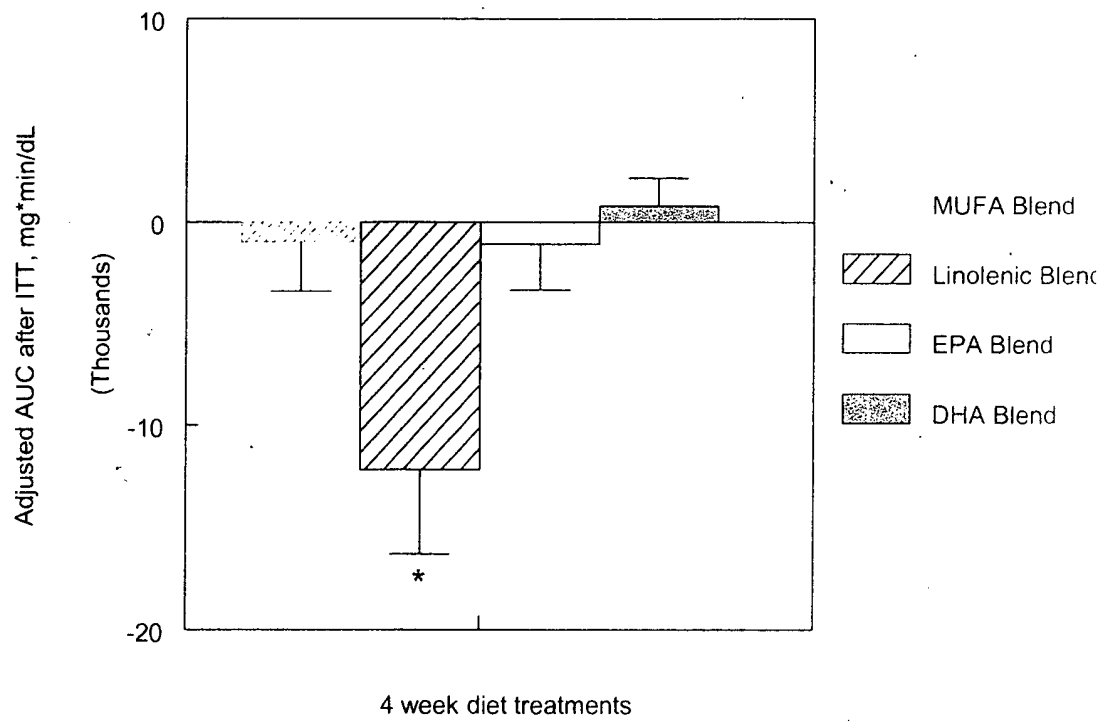 10
0
-10
-20
Adjusted AUC after ITT, mg*min/dL
(Thousands)
*
MUFA Blend
Linolenic Blend
EPA Blend
DHA Blend
4 week diet treatments